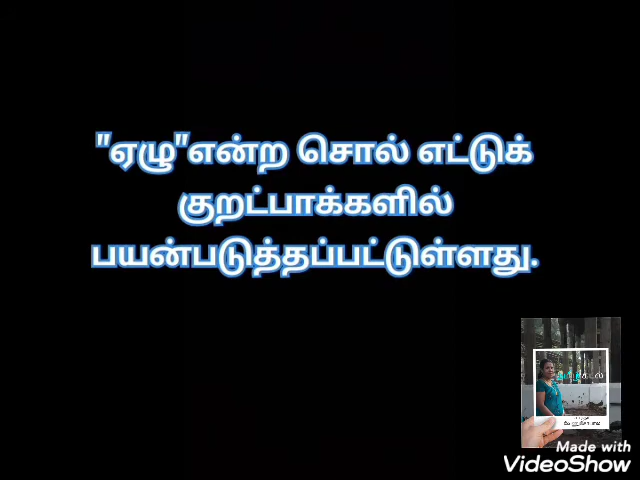 "ஏழு"என்ற சொல் எட்டுக்
குறட்பாக்களில்
பயன்படுத்தப்பட்டுள்ளது.
Made with
VideoShow